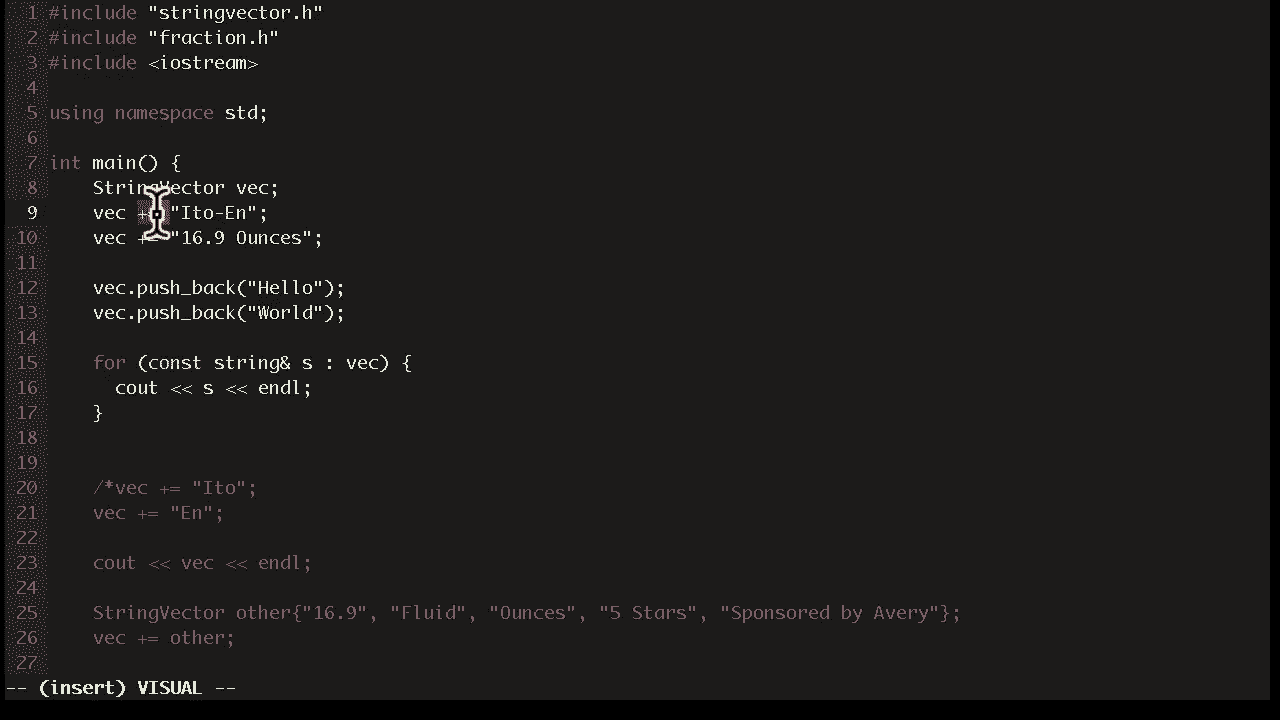 1 #include "stringvector.h"
2 #include "fraction.h"
3 #include <iostream>
4
5 using namespace std;
6
7 int main() {
8 StringVector vec;
9 vec += "Ito-En";
10 vec += "16.9 Ounces";
11
12 vec.push_back("Hello");
13 vec.push_back("World");
14
15 for (const string& s : vec) {
16 cout << s << endl;
17 }
18
19
20 /*vec += "Ito";
21 vec += "En";
22
23 cout << vec << endl;
24
25 StringVector other{"16.9", "Fluid", "Ounces", "5 Stars", "Sponsored by Avery"};
26 vec += other;
27
-- (insert) VISUAL --